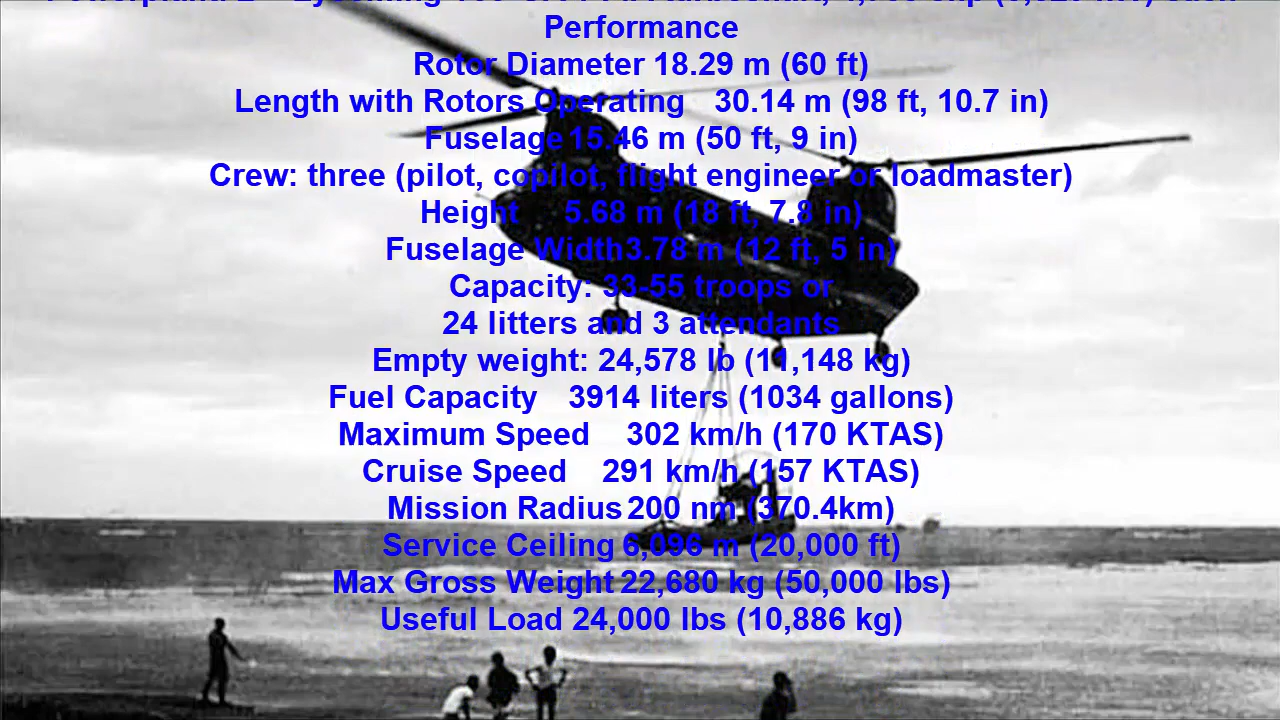 Performance
Rotor Diameter 18.29 m (60 ft)
Length with Rotors Operating 30.14 m (98 ft, 10.7 in)
Fuselage 15.46 m (50 ft, 9 in)
Crew: three (pilot, copilot, flight engineer or loadmaster)
Height 5.68 m (18 ft, 7.8 in)
Fuselage Width 3.78 m (12 ft, 5 in)
Capacity: 33-55 troops or
24 litters and 3 attendants
Empty weight: 24,578 lb (11,148 kg)
Fuel Capacity 3914 liters (1034 gallons)
Maximum Speed 302 km/h (170 KTAS)
Cruise Speed 291 km/h (157 KTAS)
Mission Radius 200 nm (370.4km)
Service Ceiling 6,096 m (20,000 ft)
Max Gross Weight 22,680 kg (50,000 lbs)
Useful Load 24,000 lbs (10,886 kg)